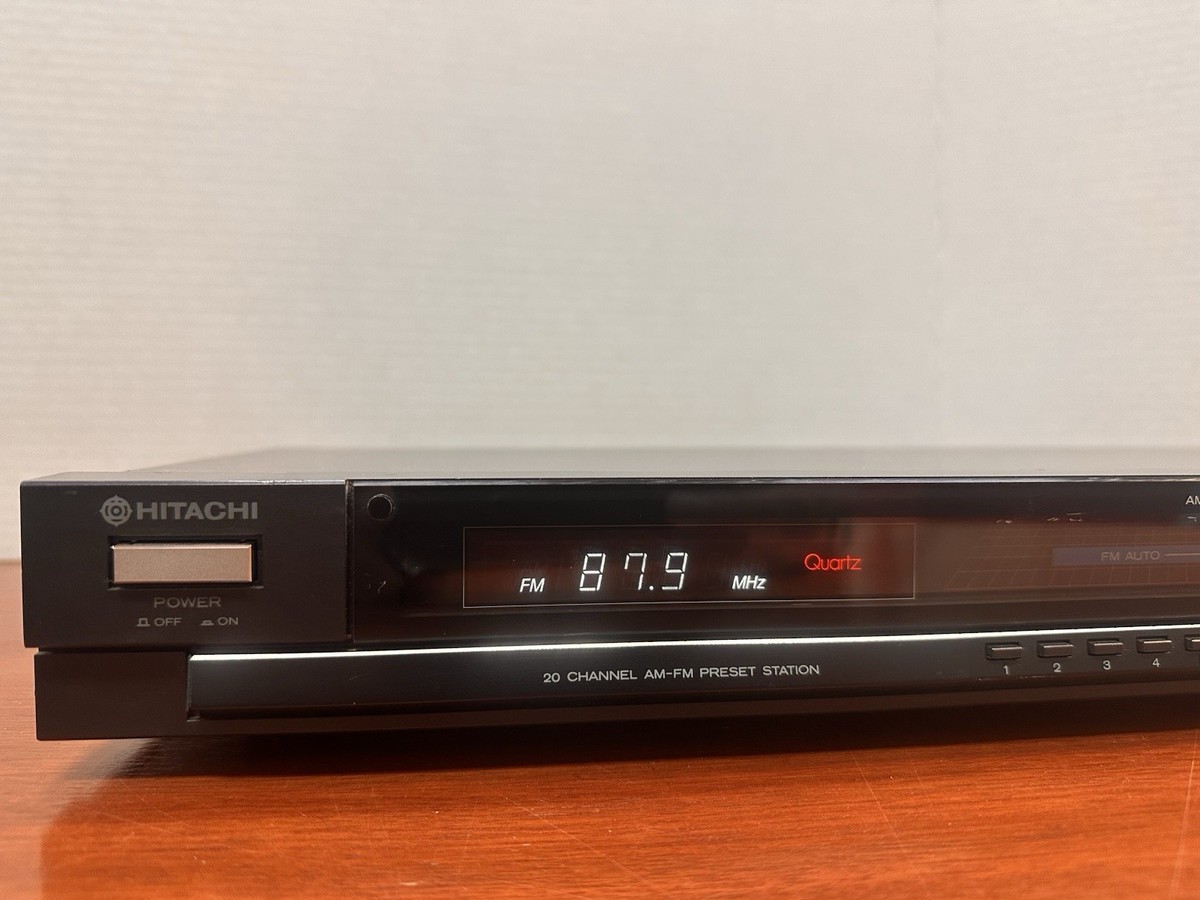 HITACHI
POWER
OFF ON
FM 87.9 MHz Quartz
AM
FM AUTO
20 CHANNEL AM-FM PRESET STATION
1 2 3 4